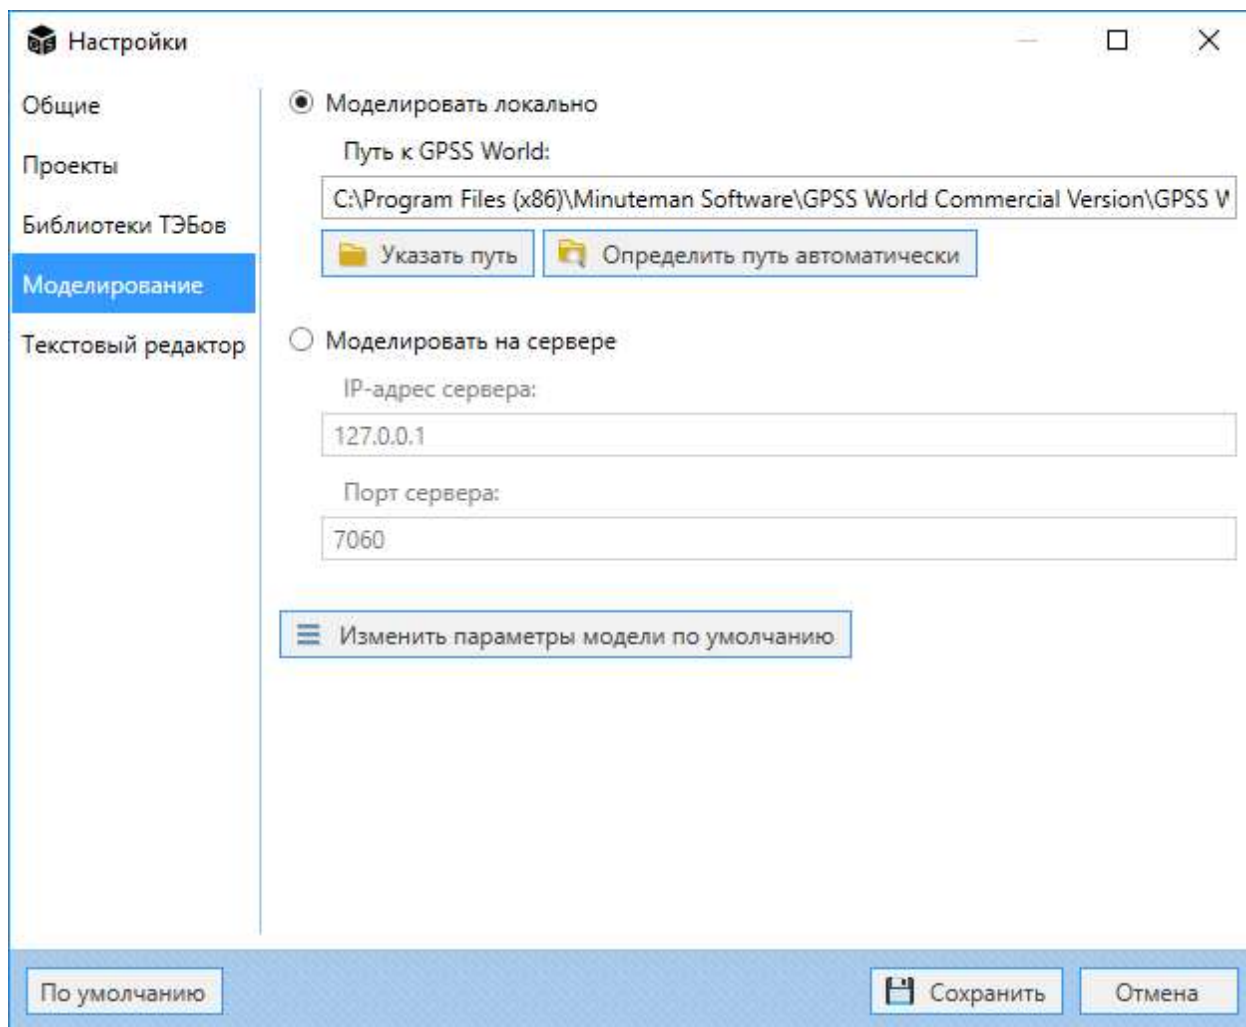 Настройки
Общие
Проекты
Библиотеки ТЭБов
Моделирование
Текстовый редактор
Моделировать локально
Путь к GPSS World:
C:\Program Files (x86)\Minuteman Software\GPSS World Commercial Version\GPSS W
Указать путь
Определить путь автоматически
Моделировать на сервере
IP-адрес сервера:
127.0.0.1
Порт сервера:
7060
Изменить параметры модели по умолчанию
По умолчанию
Сохранить
Отмена